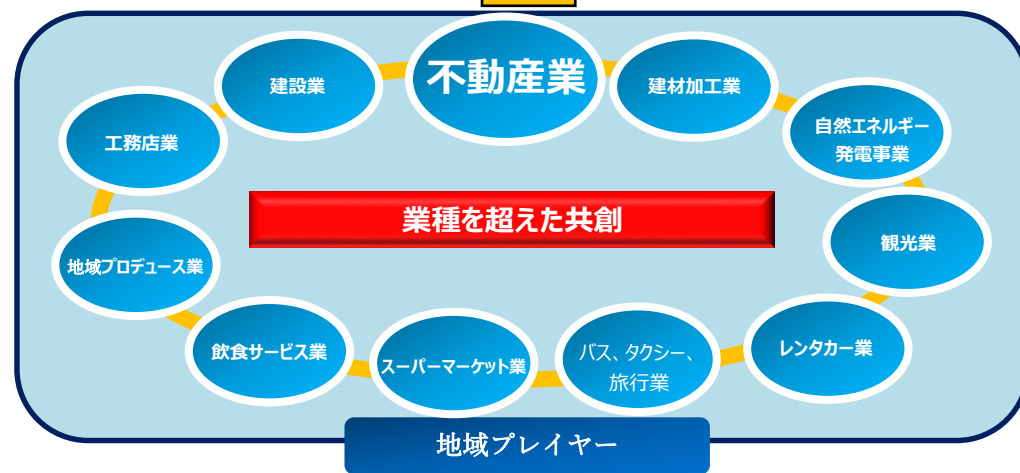 不動産業
建設業
建材加工業
工務店業
自然エネルギー
発電事業
業種を超えた共創
観光業
地域プロデュース業
飲食サービス業
スーパーマーケット業
バス、タクシー、
旅行業
レンタカー業
地域プレイヤー